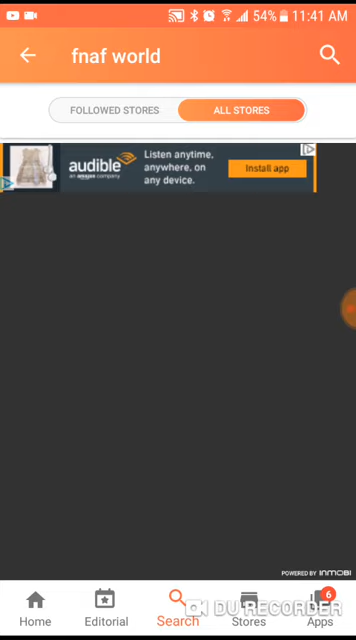 54% 11:41 AM
fnaf world
FOLLOWED STORES ALL STORES
audible
an amazon company
Listen anytime,
anywhere, on
any device.
Install app
POWERED BY INMOBI
6
Home Editorial Search Stores Apps
DU RECORDER